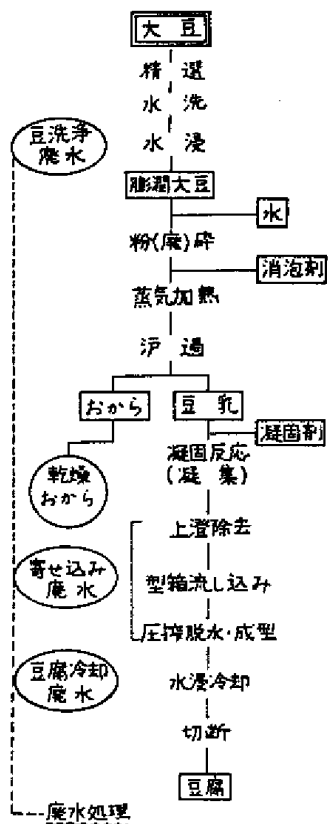 大豆
精選
水洗
豆洗浄
廃水
水浸
膨潤大豆
水
粉(廃)砕
消泡剤
蒸気加熱
沪過
おから
豆乳
凝固剤
凝固反応
(凝集)
乾燥
おから
上澄除去
寄せ込み
廃水
型箱流し込み
圧搾脱水・成型
豆腐冷却
廃水
水浸冷却
切断
豆腐
廃水処理